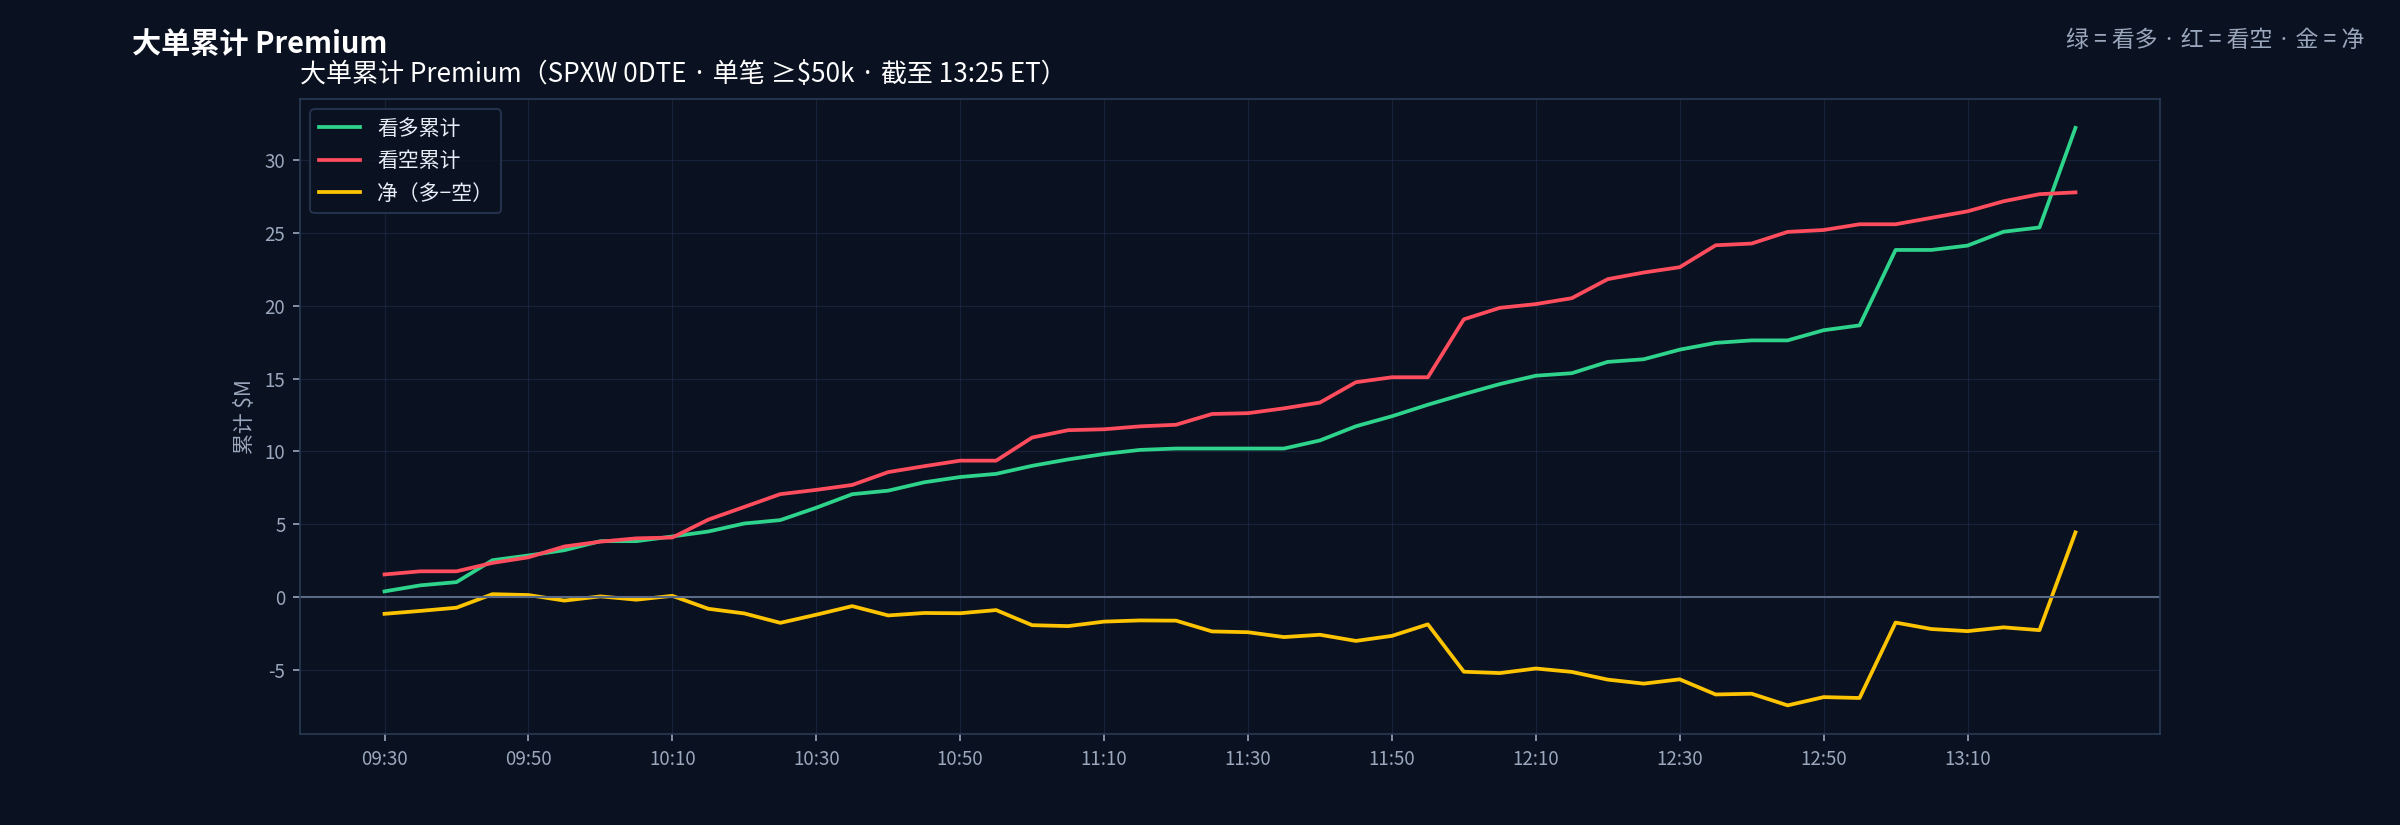 大单累计 Premium
绿 = 看多 · 红 = 看空 · 金 = 净
大单累计 Premium（SPXW 0DTE · 单笔 ≥$50k · 截至 13:25 ET）
看多累计
看空累计
净（多−空）
累计 $M
30
25
20
15
10
5
0
-5
09:30 09:50 10:10 10:30 10:50 11:10 11:30 11:50 12:10 12:30 12:50 13:10